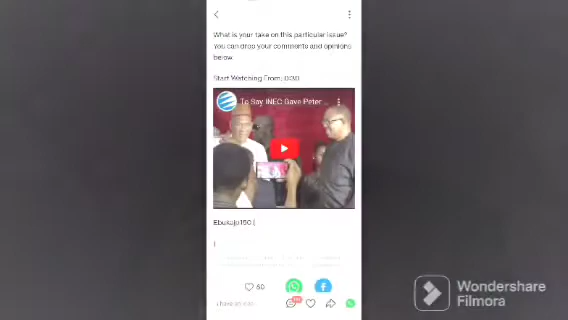 What is your take on this particular issue?
You can drop your comments and opinions
below.
Start Watching From: 0:30
To Say INEC Gave Peter ...
Ebukajo150 |
|
60
Wondershare
Filmora